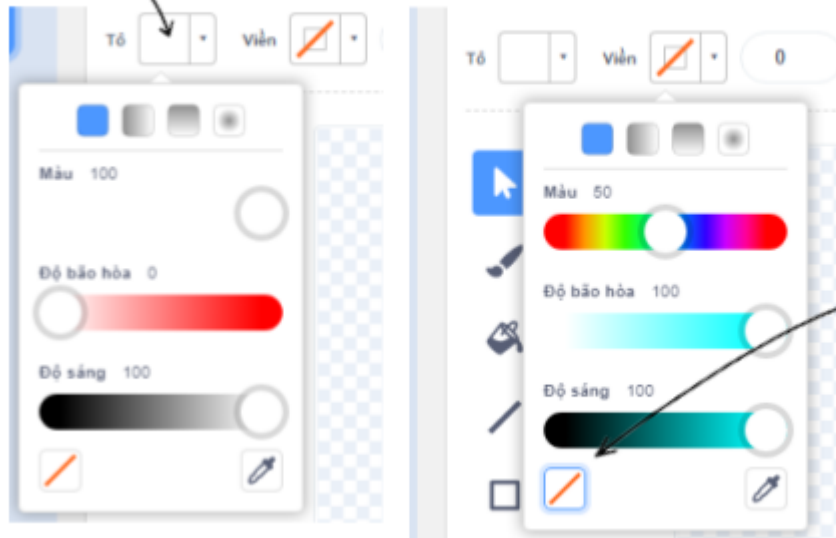 Tô Viền
Màu 100
Độ bão hòa 0
Độ sáng 100
Tô Viền 0
Màu 50
Độ bão hòa 100
Độ sáng 100